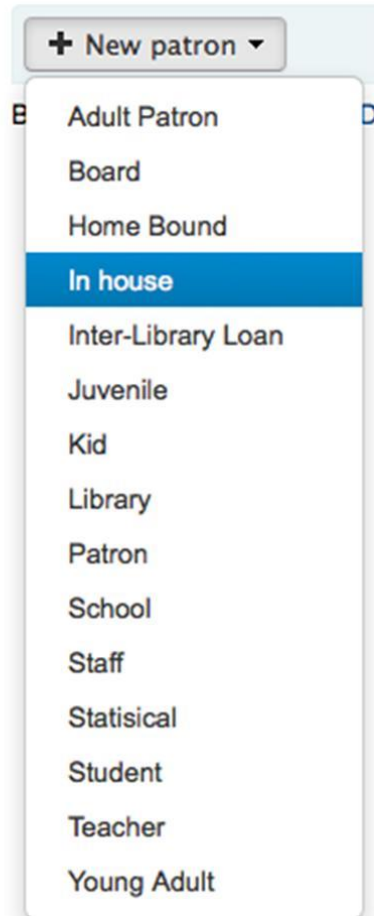 + New patron
B
D
Adult Patron
Board
Home Bound
In house
Inter-Library Loan
Juvenile
Kid
Library
Patron
School
Staff
Statisical
Student
Teacher
Young Adult